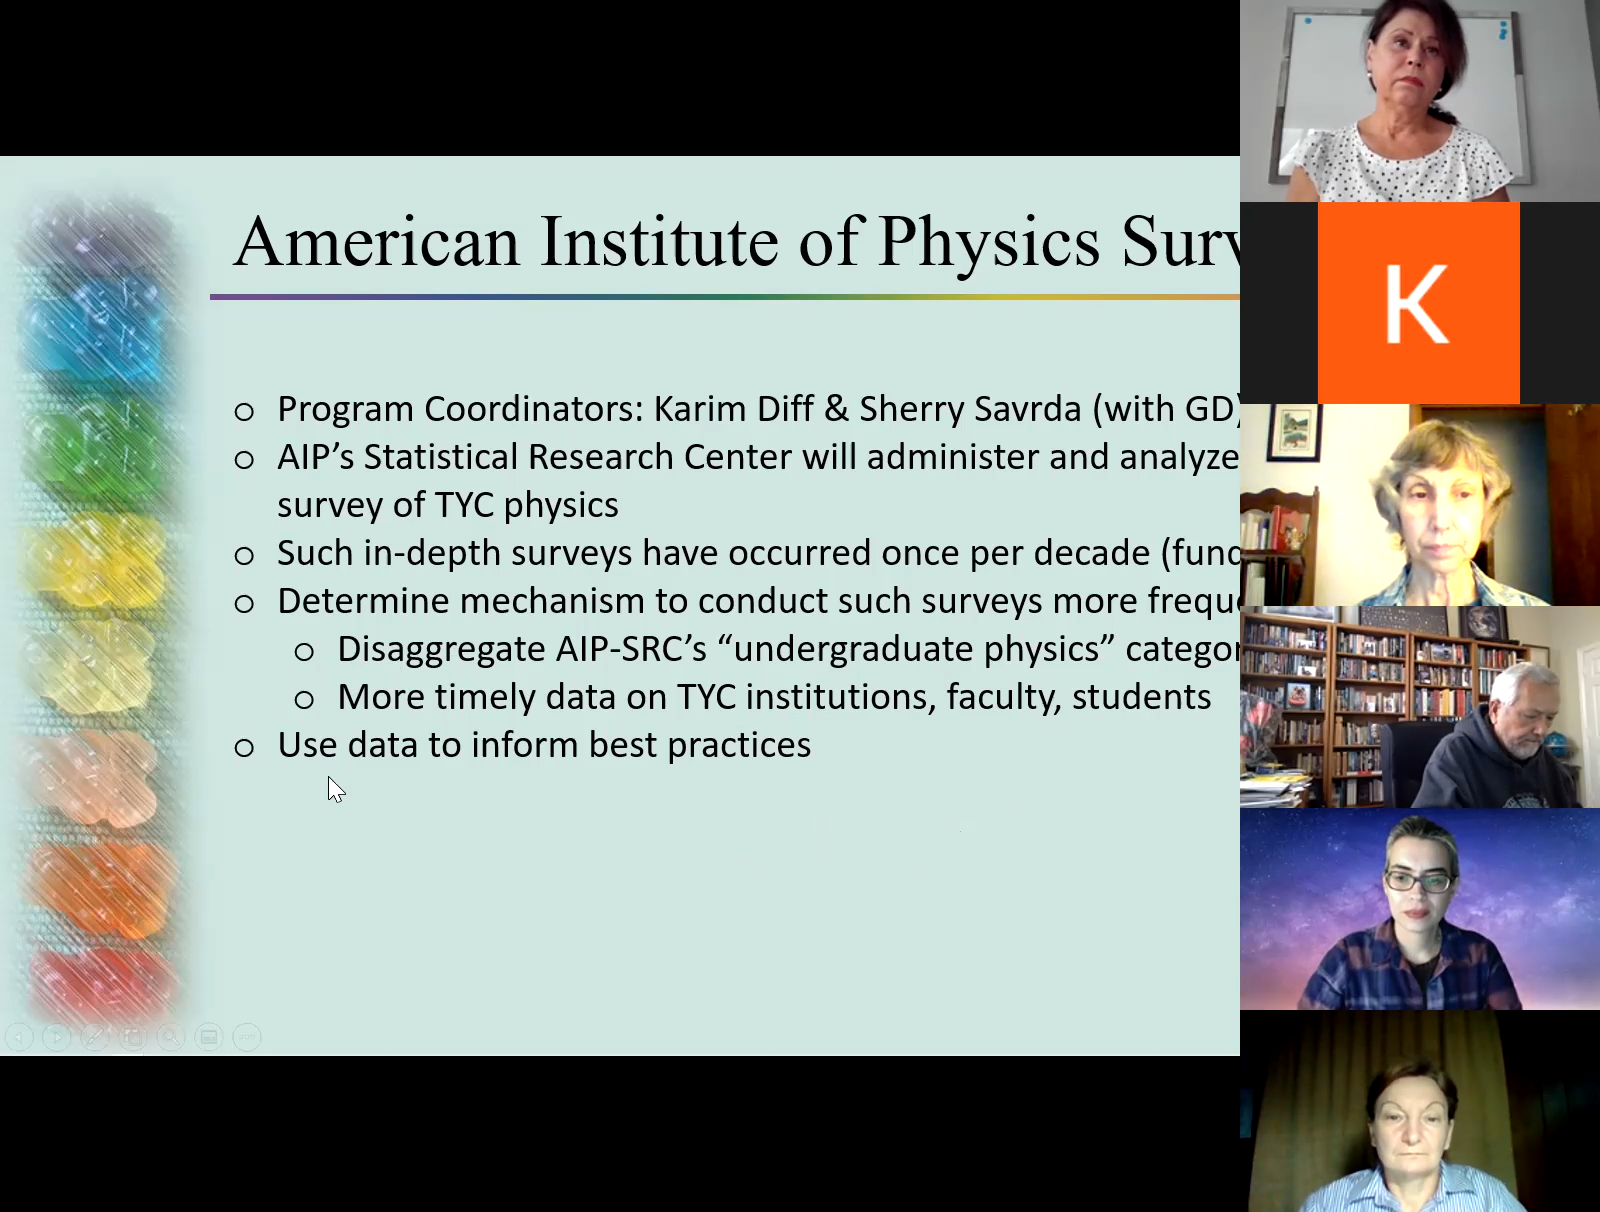 American Institute of Physics Surv
Program Coordinators: Karim Diff & Sherry Savrda (with GD)
AIP’s Statistical Research Center will administer and analyze
survey of TYC physics
Such in-depth surveys have occurred once per decade (fund
Determine mechanism to conduct such surveys more freque
Disaggregate AIP-SRC’s “undergraduate physics” categor
More timely data on TYC institutions, faculty, students
Use data to inform best practices
K